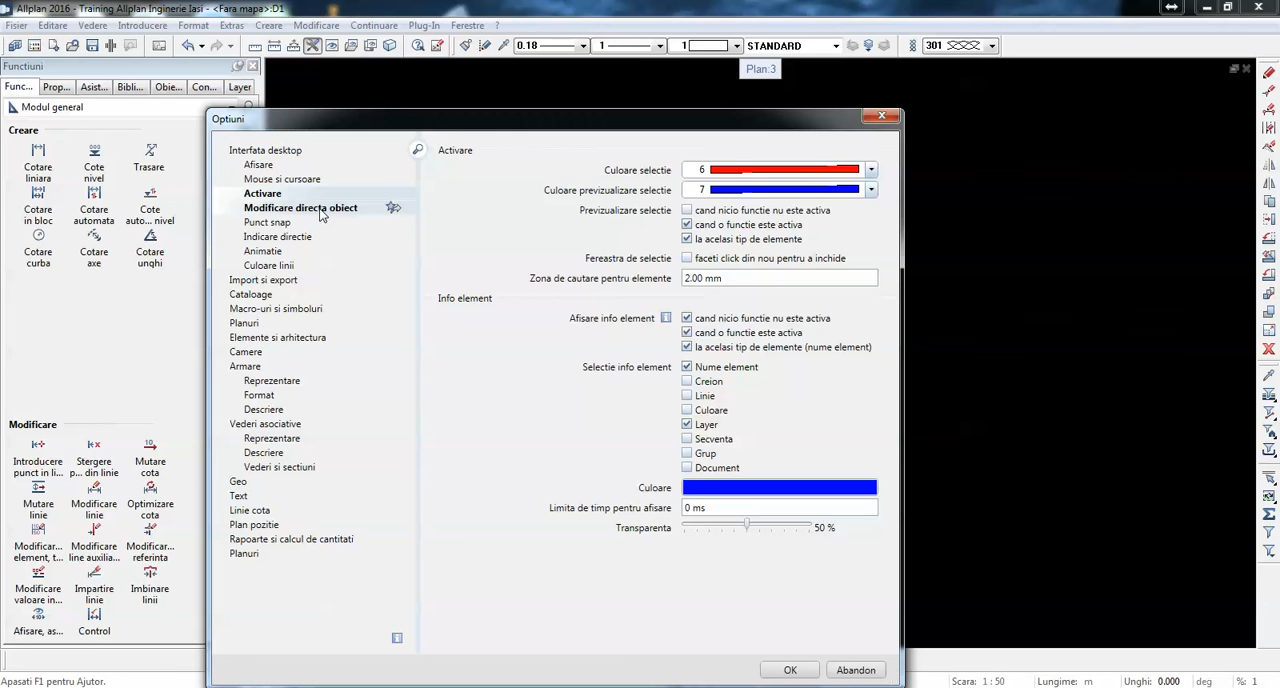 Allplan 2016 - Training Allplan Inginerie Iasi - <Fara mapa>:D1
Fisier Editare Vedere Introducere Format Extras Creare Modificare Continuare Plug-In Ferestre ?
0.18 1 1 STANDARD 301
Plan:3
Functiuni
Func... Prop... Asist... Bibli... Obie... Con... Layer
Modul general
Creare
Cotare liniara
Cote nivel
Trasare
Cotare in bloc
Cotare automata
Cote auto... nivel
Cotare curba
Cotare axe
Cotare unghi
Modificare
Introducere punct in li...
Stergere p... din linie
Mutare cota
Mutare linie
Modificare linie
Optimizare cota
Modificar... element, t...
Modificare line auxilia...
Modificar... referinta
Modificare valoare in...
Impartire linie
Imbinare linii
Afisare, as...
Control
Optiuni
Interfata desktop
Afisare
Mouse si cursoare
Activare
Modificare directa obiect
Punct snap
Indicare directie
Animatie
Culoare linii
Import si export
Cataloage
Macro-uri si simboluri
Planuri
Elemente si arhitectura
Camere
Armare
Reprezentare
Format
Descriere
Vederi asociative
Reprezentare
Descriere
Vederi si sectiuni
Geo
Text
Linie cota
Plan pozitie
Rapoarte si calcul de cantitati
Planuri
Activare
Culoare selectie 6
Culoare previzualizare selectie 7
Previzualizare selectie cand nicio functie nu este activa
cand o functie este activa
la acelasi tip de elemente
Fereastra de selectie faceti click din nou pentru a inchide
Zona de cautare pentru elemente 2.00 mm
Info element
Afisare info element cand nicio functie nu este activa
cand o functie este activa
la acelasi tip de elemente (nume element)
Selectie info element Nume element
Creion
Linie
Culoare
Layer
Secventa
Grup
Document
Culoare
Limita de timp pentru afisare 0 ms
Transparenta 50 %
OK Abandon
Apasati F1 pentru Ajutor.
Scara: 1 : 50 Lungime: m Unghi: 0.000 deg %: 1